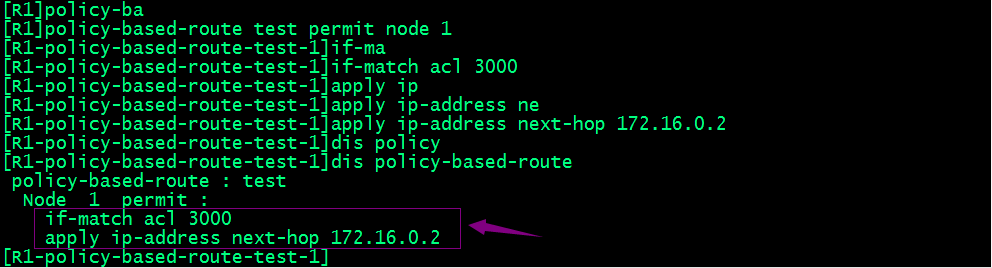 [R1]policy-ba
[R1]policy-based-route test permit node 1
[R1-policy-based-route-test-1]if-ma
[R1-policy-based-route-test-1]if-match acl 3000
[R1-policy-based-route-test-1]apply ip
[R1-policy-based-route-test-1]apply ip-address ne
[R1-policy-based-route-test-1]apply ip-address next-hop 172.16.0.2
[R1-policy-based-route-test-1]dis policy
[R1-policy-based-route-test-1]dis policy-based-route
policy-based-route : test
Node 1 permit :
if-match acl 3000
apply ip-address next-hop 172.16.0.2
[R1-policy-based-route-test-1]